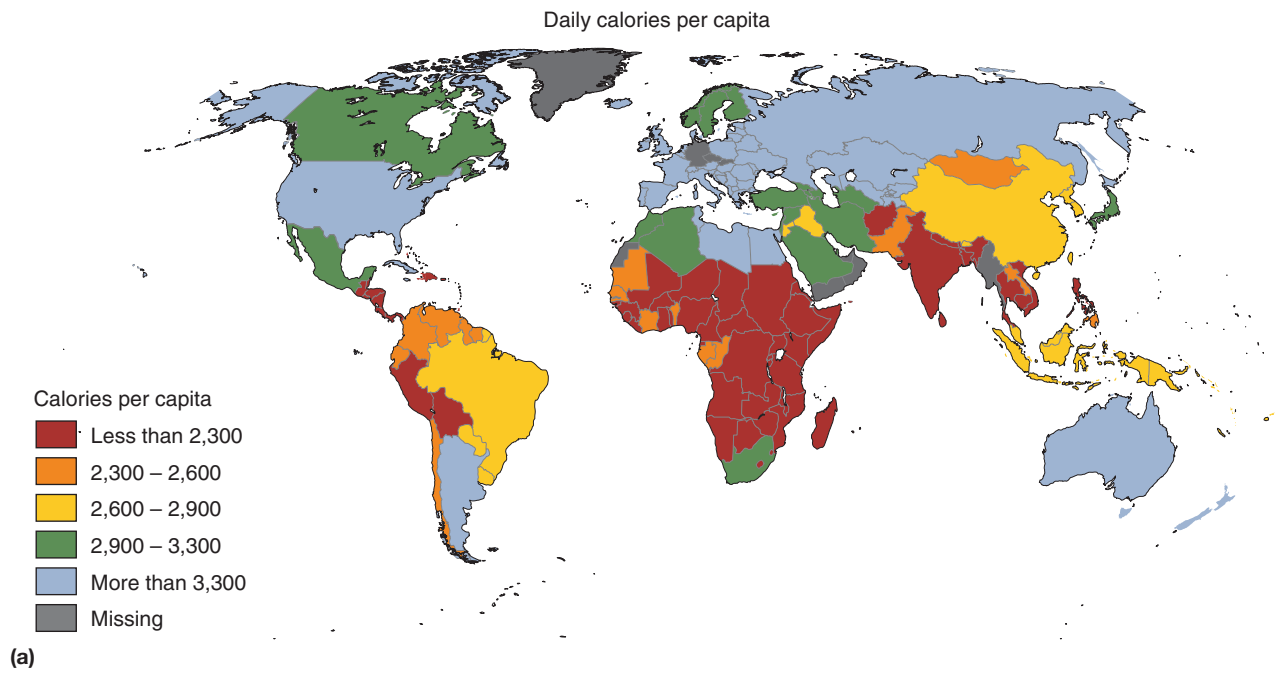 Daily calories per capita
Calories per capita
Less than 2,300
2,300 – 2,600
2,600 – 2,900
2,900 – 3,300
More than 3,300
Missing
(a)